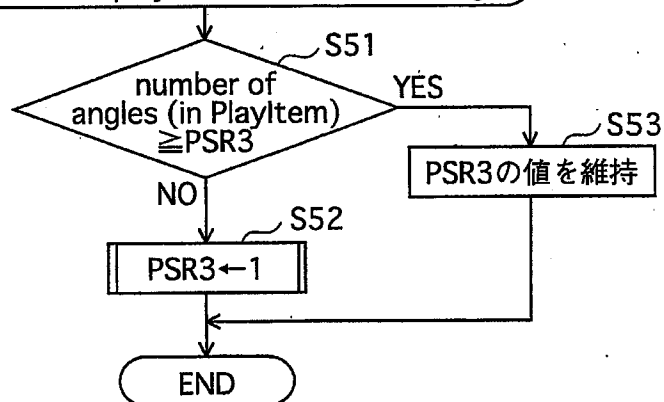 S51
number of
angles (in PlayItem)
≧PSR3
YES
S53
PSR3の値を維持
NO
S52
PSR3←1
END